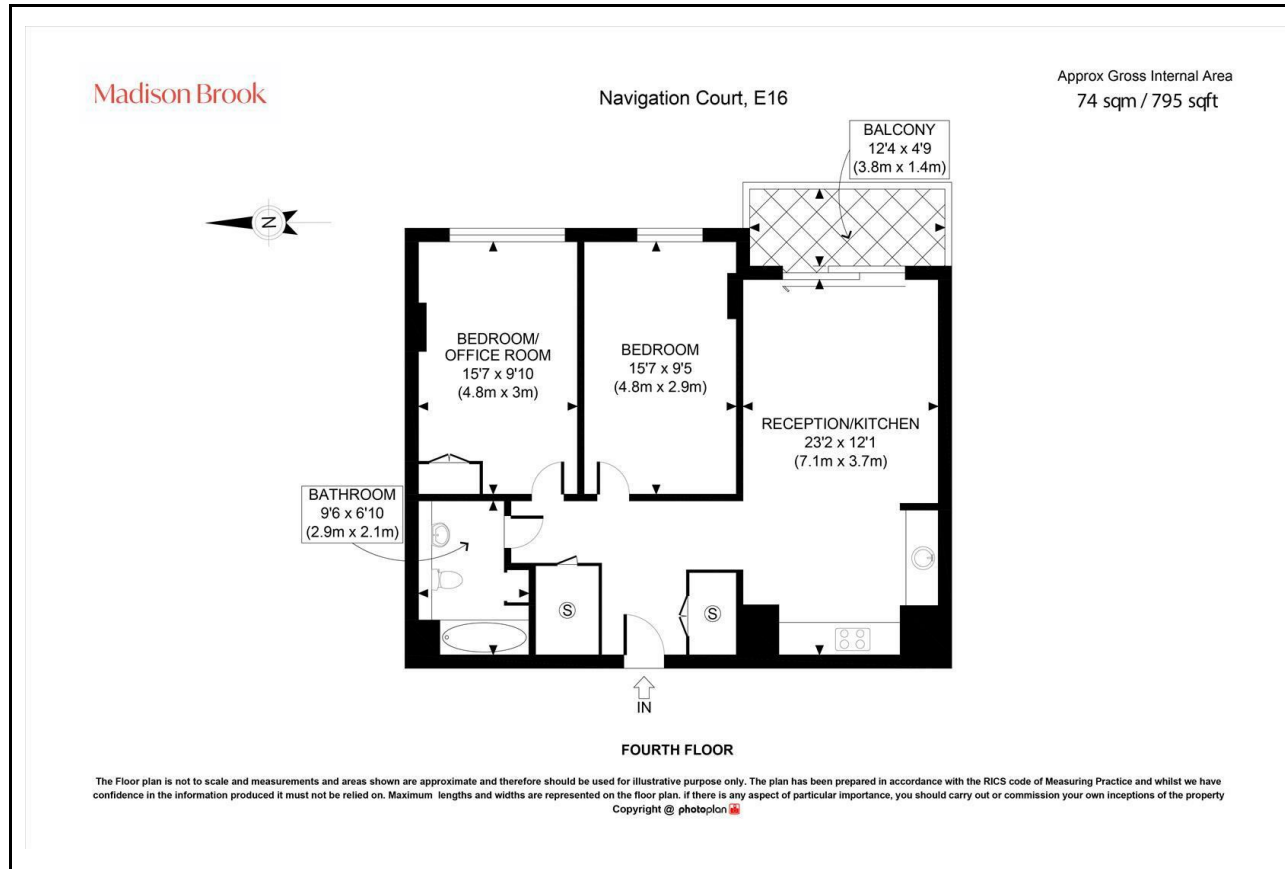 Madison Brook
Navigation Court, E16
Approx Gross Internal Area
74 sqm / 795 sqft
BALCONY
12'4 x 4'9
(3.8m x 1.4m)
N
BEDROOM/
OFFICE ROOM
15'7 x 9'10
(4.8m x 3m)
BEDROOM
15'7 x 9'5
(4.8m x 2.9m)
RECEPTION/KITCHEN
23'2 x 12'1
(7.1m x 3.7m)
BATHROOM
9'6 x 6'10
(2.9m x 2.1m)
S
S
IN
FOURTH FLOOR
The Floor plan is not to scale and measurements and areas shown are approximate and therefore should be used for illustrative purpose only. The plan has been prepared in accordance with the RICS code of Measuring Practice and whilst we have
confidence in the information produced it must not be relied on. Maximum lengths and widths are represented on the floor plan. if there is any aspect of particular importance, you should carry out or commission your own inceptions of the property
Copyright @ photoplan